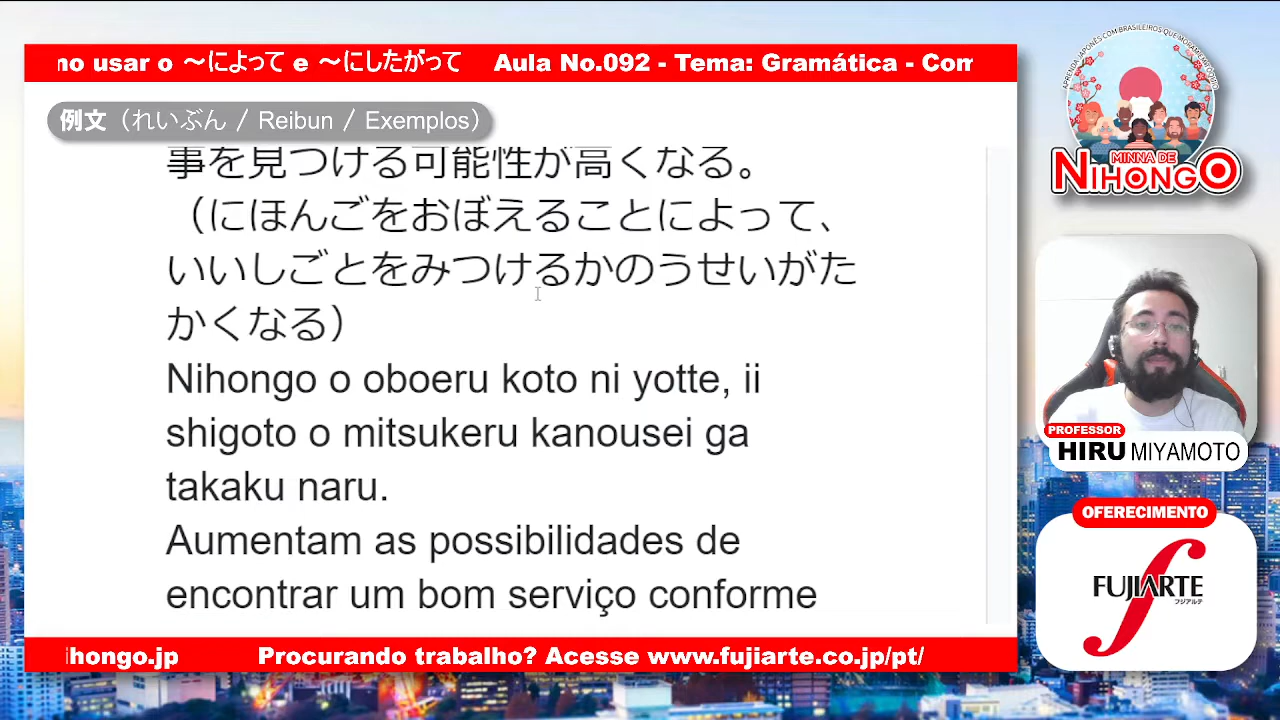 mo usar o ～によって e ～にしたがって Aula No.092 - Tema: Gramática - Com
例文（れいぶん / Reibun / Exemplos）
事を見つける可能性が高くなる。
（にほんごをおぼえることによって、
いいしごとをみつけるかのうせいがた
かくなる）
Nihongo o oboeru koto ni yotte, ii
shigoto o mitsukeru kanousei ga
takaku naru.
Aumentam as possibilidades de
encontrar um bom serviço conforme
ihongo.jp Procurando trabalho? Acesse www.fujiarte.co.jp/pt/
MINNA DE
NIHONGO
PROFESSOR
HIRU MIYAMOTO
OFERECIMENTO
FUJIARTE
フジアルテ